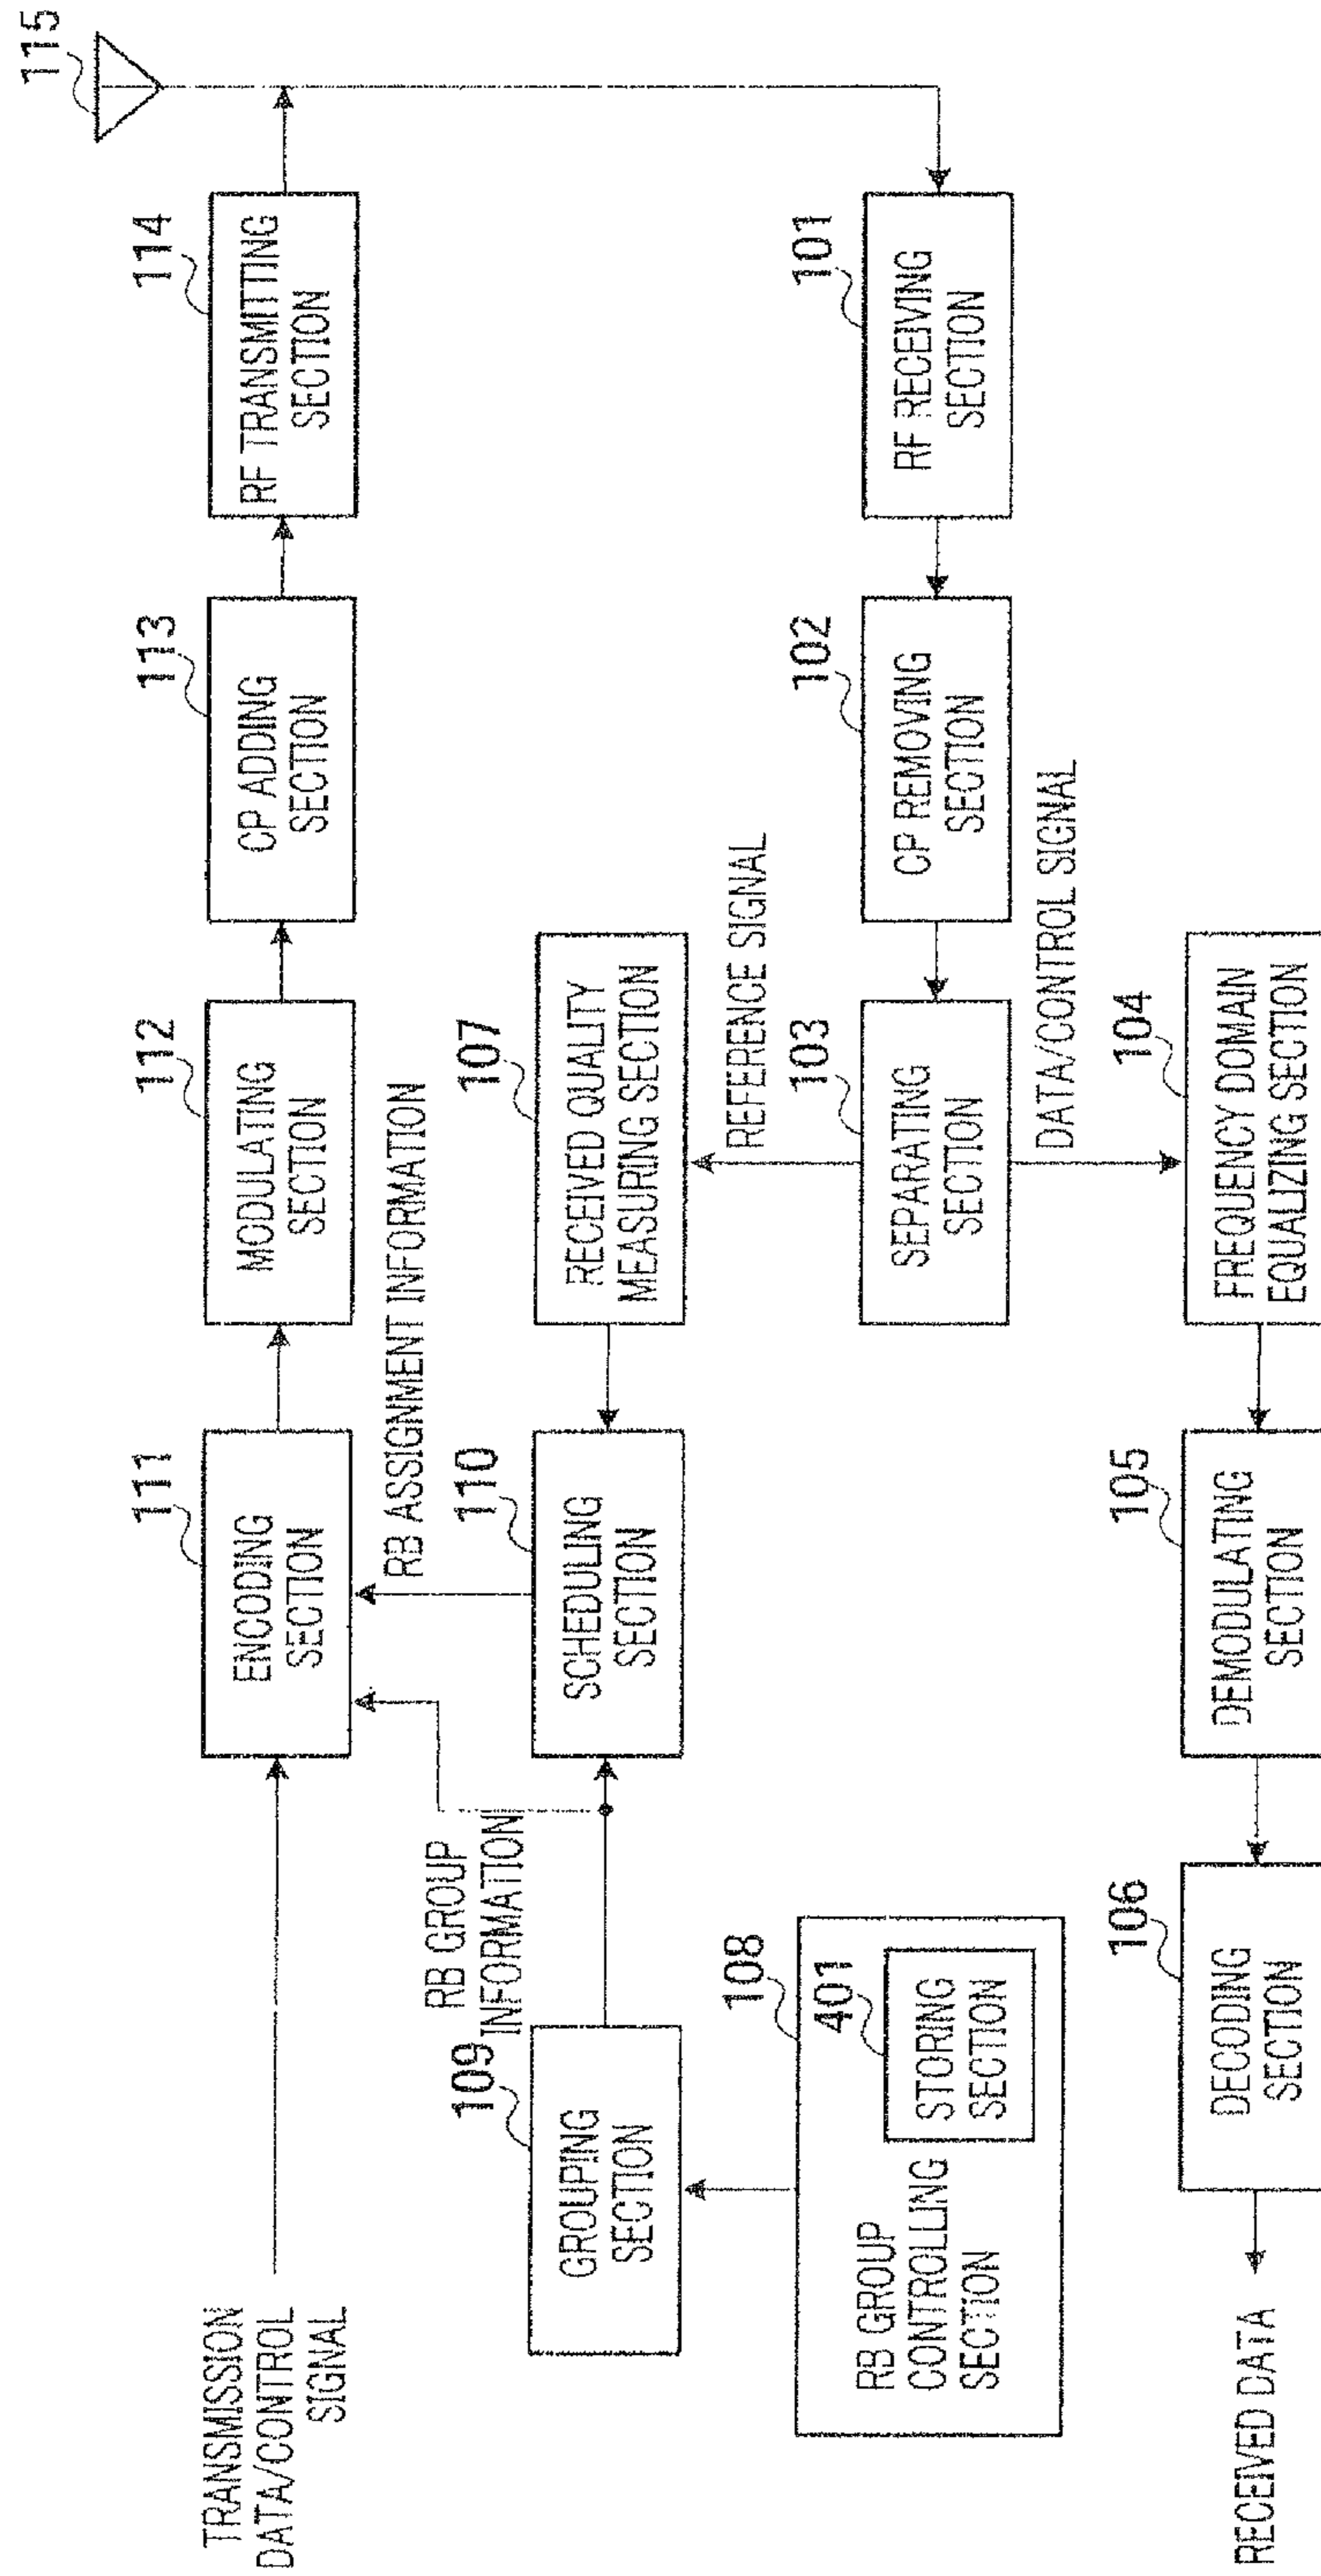 115
114
RF TRANSMITTING
SECTION
113
CP ADDING
SECTION
112
MODULATING
SECTION
111
ENCODING
SECTION
TRANSMISSION
DATA/CONTROL
SIGNAL
RB ASSIGNMENT INFORMATION
RB GROUP
INFORMATION
109
GROUPING
SECTION
110
SCHEDULING
SECTION
107
RECEIVED QUALITY
MEASURING SECTION
REFERENCE SIGNAL
108
RB GROUP
CONTROLLING
SECTION
401
STORING
SECTION
103
SEPARATING
SECTION
102
CP REMOVING
SECTION
101
RF RECEIVING
SECTION
DATA/CONTROL SIGNAL
104
FREQUENCY DOMAIN
EQUALIZING SECTION
105
DEMODULATING
SECTION
106
DECODING
SECTION
RECEIVED DATA